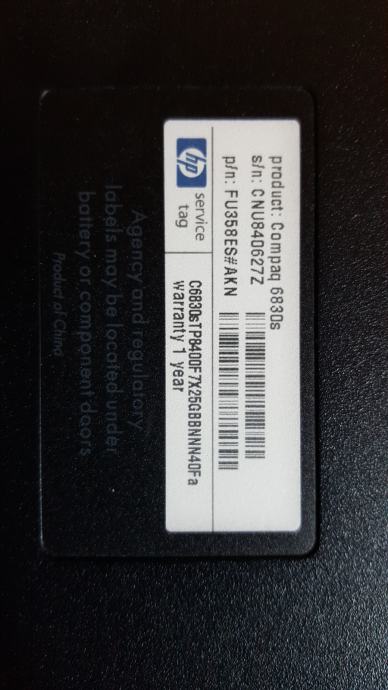 product: Compaq 6830s
s/n: CNU840627Z
p/n: FU358ES#AKN
hp
service
tag
C6830sTP8400F7X25GBBNNN40Fa
warranty 1 year
Agency and regulatory
labels may be located under
battery or component doors
Product of China